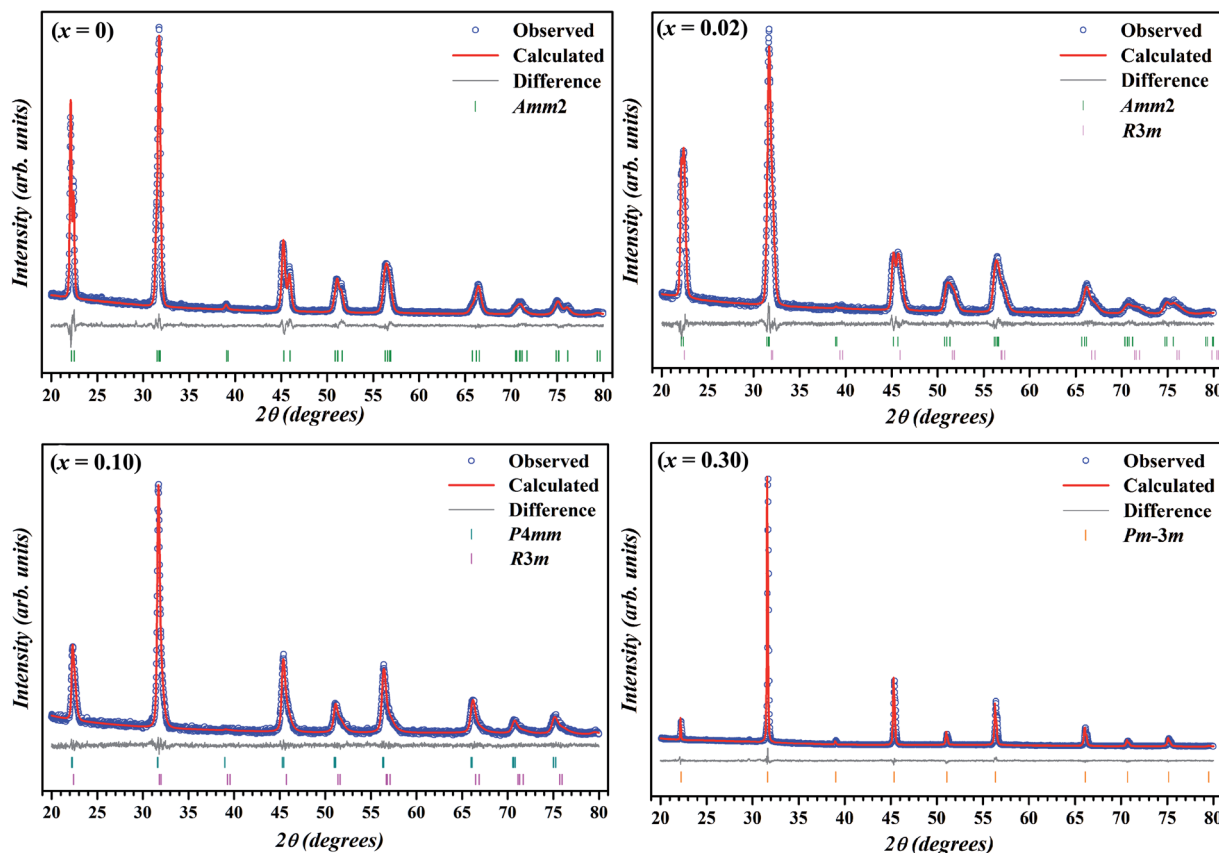 (x = 0)
Observed
Calculated
Difference
Amm2
Intensity (arb. units)
20 25 30 35 40 45 50 55 60 65 70 75 80
2θ (degrees)
(x = 0.02)
Observed
Calculated
Difference
Amm2
R3m
Intensity (arb. units)
20 25 30 35 40 45 50 55 60 65 70 75 80
2θ (degrees)
(x = 0.10)
Observed
Calculated
Difference
P4mm
R3m
Intensity (arb. units)
20 25 30 35 40 45 50 55 60 65 70 75 80
2θ (degrees)
(x = 0.30)
Observed
Calculated
Difference
Pm-3m
Intensity (arb. units)
20 25 30 35 40 45 50 55 60 65 70 75 80
2θ (degrees)